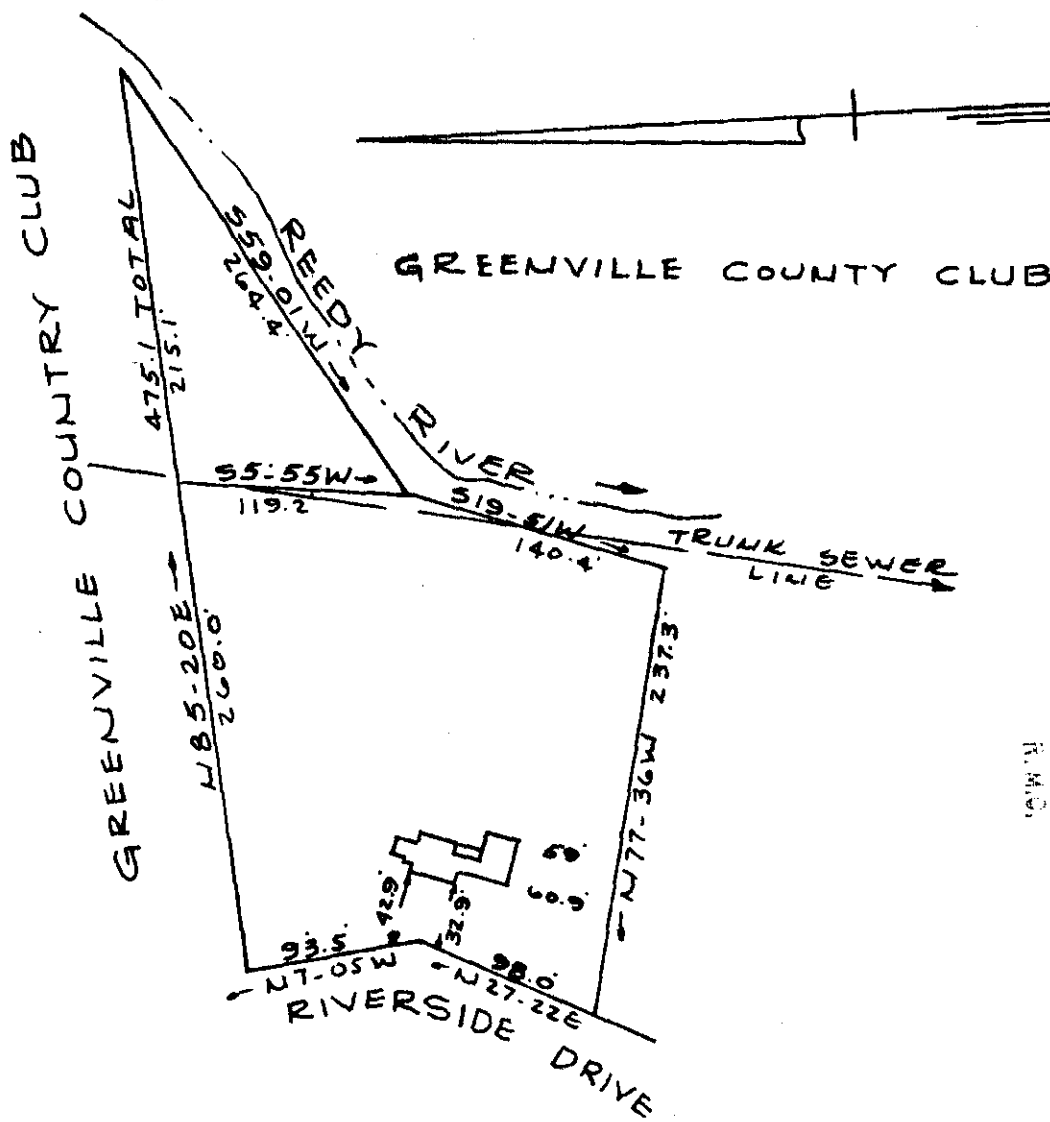 GREENVILLE COUNTRY CLUB
475.1 TOTAL
215.1'
S59-01W
264.4'
REEDY
RIVER
GREENVILLE COUNTY CLUB
S5-55W
119.2
S19-51W
140.4'
TRUNK SEWER
LINE
N85-20E
260.0'
N77-36W 237.3'
59'
60.9'
42.9'
32.9'
93.5'
N7-05W
98.0'
N27-22E
RIVERSIDE DRIVE
R.M.C.